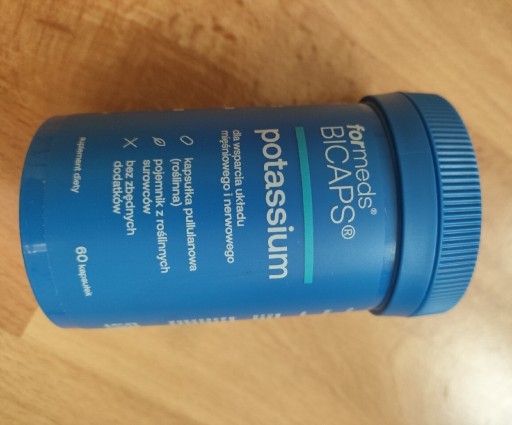 formeds®
BICAPS®
potassium
dla wsparcia układu
mięśniowego i nerwowego
kapsułka pullulanowa
(roślinna)
pojemnik z roślinnych
surowców
bez zbędnych
dodatków
suplement diety
60 kapsułek